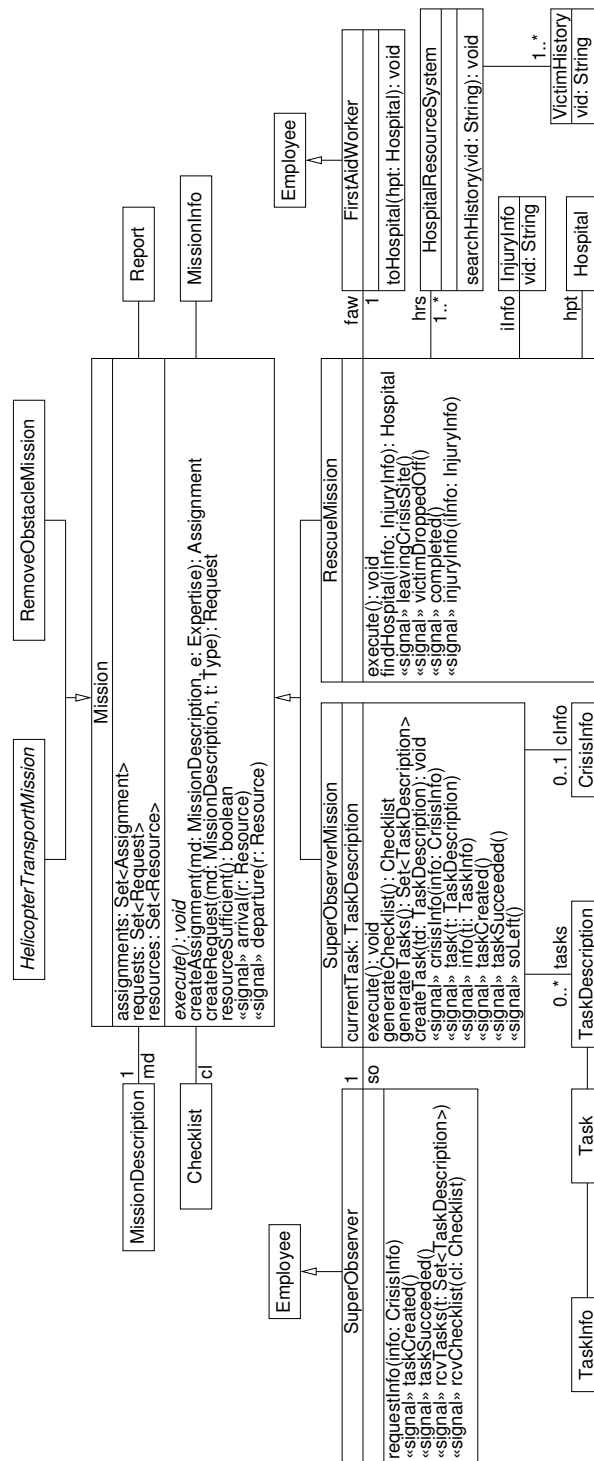 HelicopterTransportMission
RemoveObstacleMission
Mission
assignments: Set<Assignment>
requests: Set<Request>
resources: Set<Resource>
execute(): void
createAssignment(md: MissionDescription, e: Expertise): Assignment
createRequest(md: MissionDescription, t: Type): Request
resourceSufficient(): boolean
«signal» arrival(r: Resource)
«signal» departure(r: Resource)
MissionDescription
1
md
Checklist
cl
Report
MissionInfo
Employee
SuperObserver
requestInfo(info: CrisisInfo)
«signal» taskCreated()
«signal» taskSucceeded()
«signal» rcvTasks(t: Set<TaskDescription>)
«signal» rcvChecklist(cl: Checklist)
1
so
SuperObserverMission
currentTask: TaskDescription
execute(): void
generateChecklist(): Checklist
generateTasks(): Set<TaskDescription>
createTask(td: TaskDescription): void
«signal» crisisInfo(info: CrisisInfo)
«signal» task(t: TaskDescription)
«signal» info(ti: TaskInfo)
«signal» taskCreated()
«signal» taskSucceeded()
«signal» soLeft()
RescueMission
execute(): void
findHospital(iInfo: InjuryInfo): Hospital
«signal» leavingCrisisSite()
«signal» victimDroppedOff()
«signal» completed()
«signal» injuryInfo(iInfo: InjuryInfo)
Employee
faw
1
FirstAidWorker
toHospital(hpt: Hospital): void
hrs
1..*
HospitalResourceSystem
searchHistory(vid: String): void
iInfo
InjuryInfo
vid: String
1..*
VictimHistory
vid: String
hpt
Hospital
TaskInfo
Task
0..* tasks
TaskDescription
0..1 cInfo
CrisisInfo